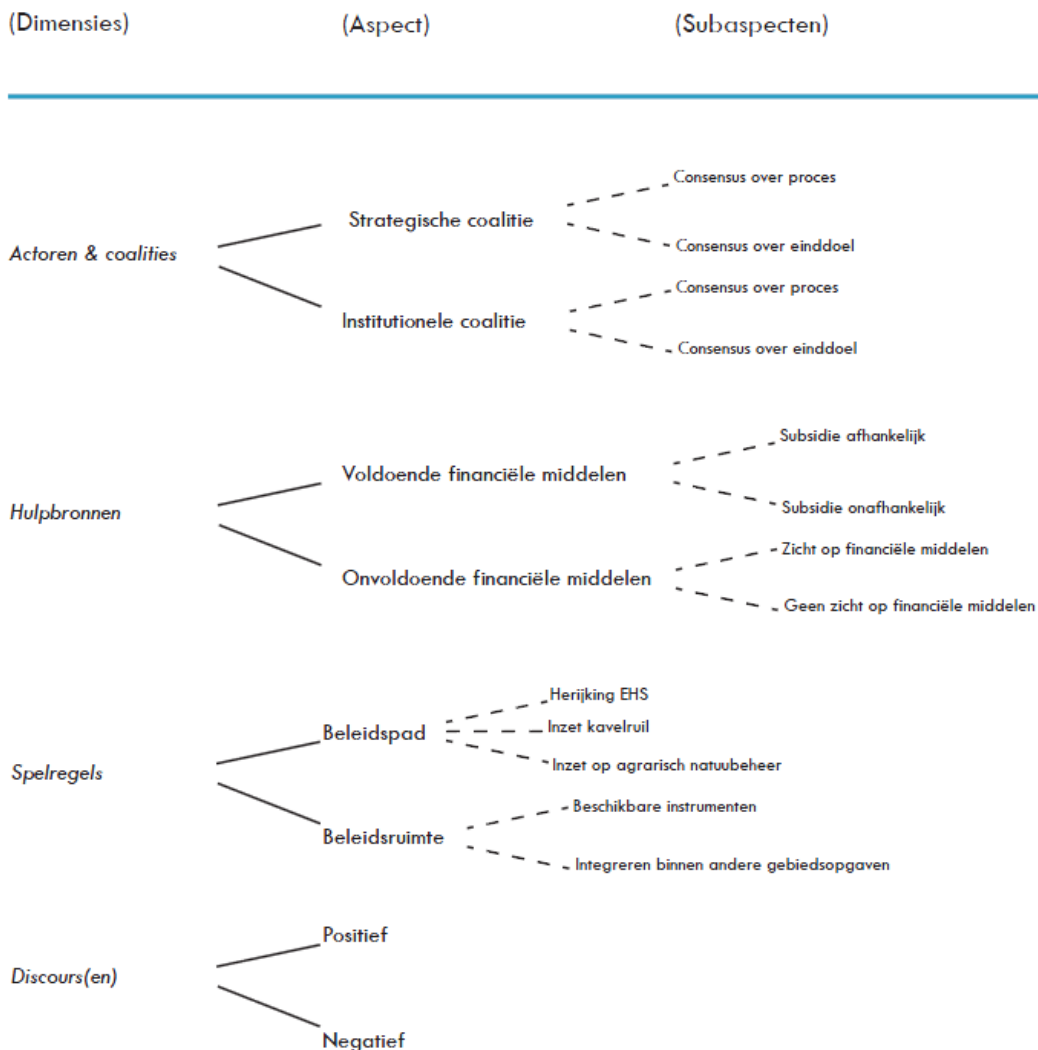 (Dimensies) (Aspect) (Subaspecten)
Consensus over proces
Strategische coalitie
Actoren & coalities
Consensus over einddoel
Consensus over proces
Institutionele coalitie
Consensus over einddoel
Subsidie afhankelijk
Voldoende financiële middelen
Hulpbronnen
Subsidie onafhankelijk
Zicht op financiële middelen
Onvoldoende financiële middelen
Geen zicht op financiële middelen
Herijking EHS
Beleidspad
Inzet kavelruil
Spelregels
Inzet op agrarisch natuubeheer
Beschikbare instrumenten
Beleidsruimte
Integreren binnen andere gebiedsopgaven
Positief
Discours(en)
Negatief